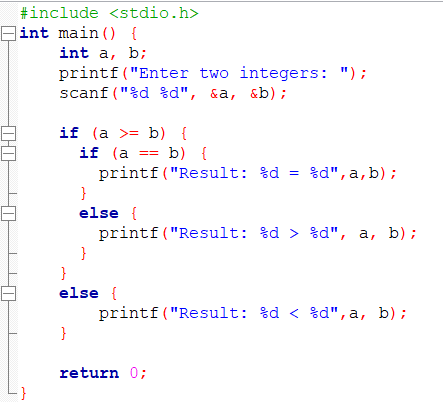 #include <stdio.h>
int main() {
    int a, b;
    printf("Enter two integers: ");
    scanf("%d %d", &a, &b);

    if (a >= b) {
      if (a == b) {
        printf("Result: %d = %d",a,b);
      }
      else {
        printf("Result: %d > %d", a, b);
      }
    }
    else {
        printf("Result: %d < %d",a, b);
    }

    return 0;
}